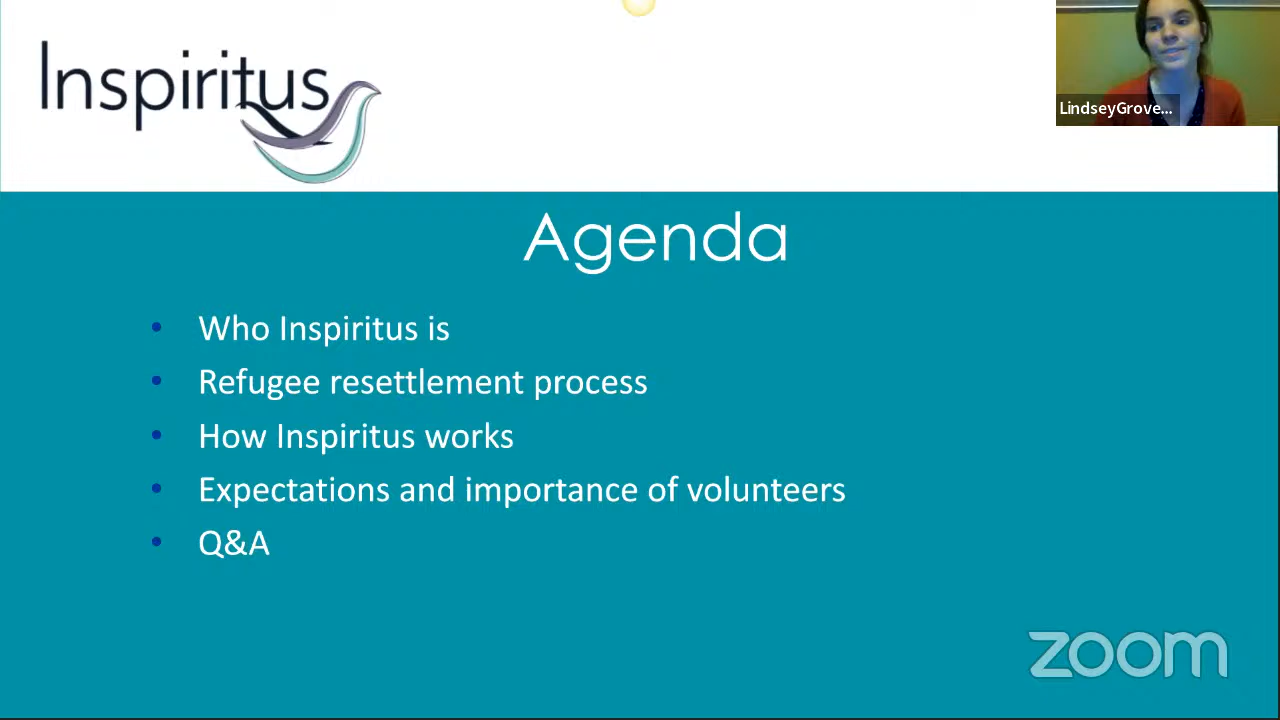 Inspiritus
LindseyGrove...
Agenda
• Who Inspiritus is
• Refugee resettlement process
• How Inspiritus works
• Expectations and importance of volunteers
• Q&A
zoom